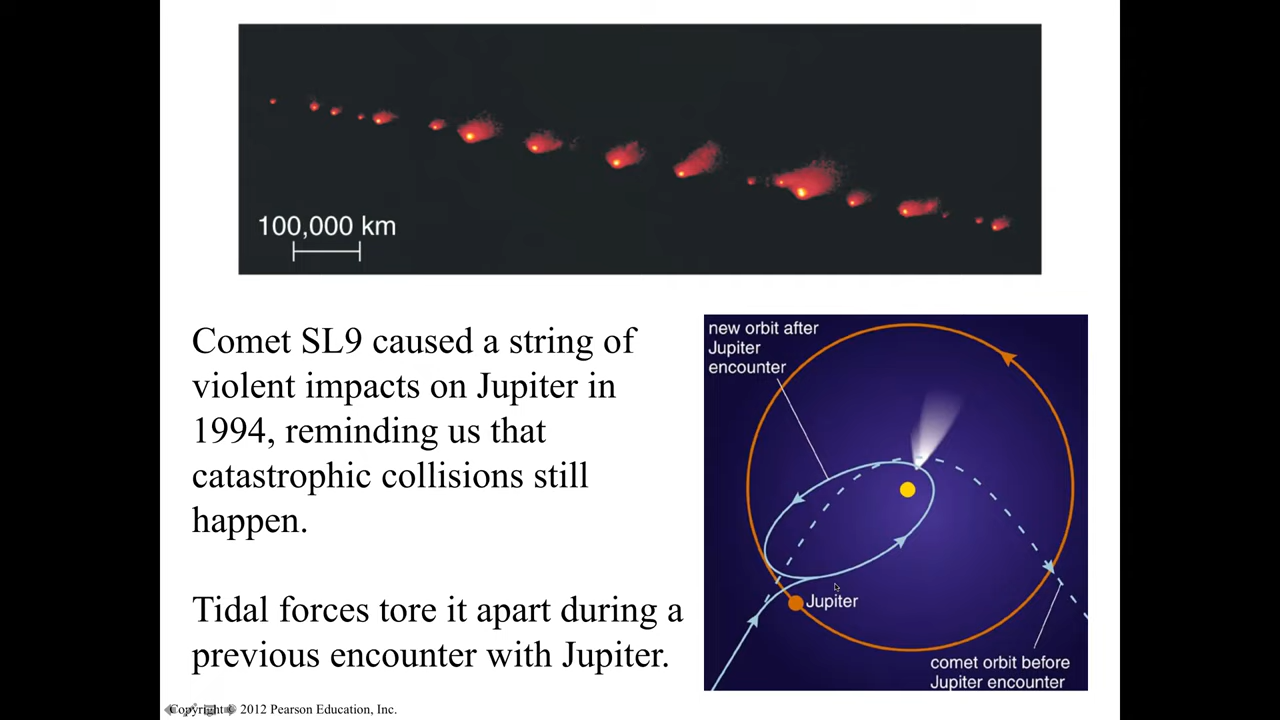 100,000 km
Comet SL9 caused a string of
violent impacts on Jupiter in
1994, reminding us that
catastrophic collisions still
happen.
Tidal forces tore it apart during a
previous encounter with Jupiter.
new orbit after
Jupiter
encounter
Jupiter
comet orbit before
Jupiter encounter
Copyright © 2012 Pearson Education, Inc.